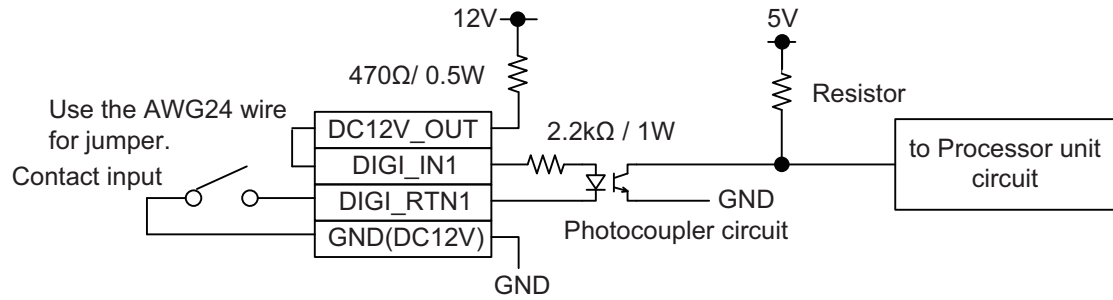 12V
5V
470Ω/ 0.5W
Use the AWG24 wire
for jumper.
Resistor
DC12V_OUT
2.2kΩ / 1W
DIGI_IN1
to Processor unit
circuit
Contact input
DIGI_RTN1
GND
GND(DC12V)
Photocoupler circuit
GND